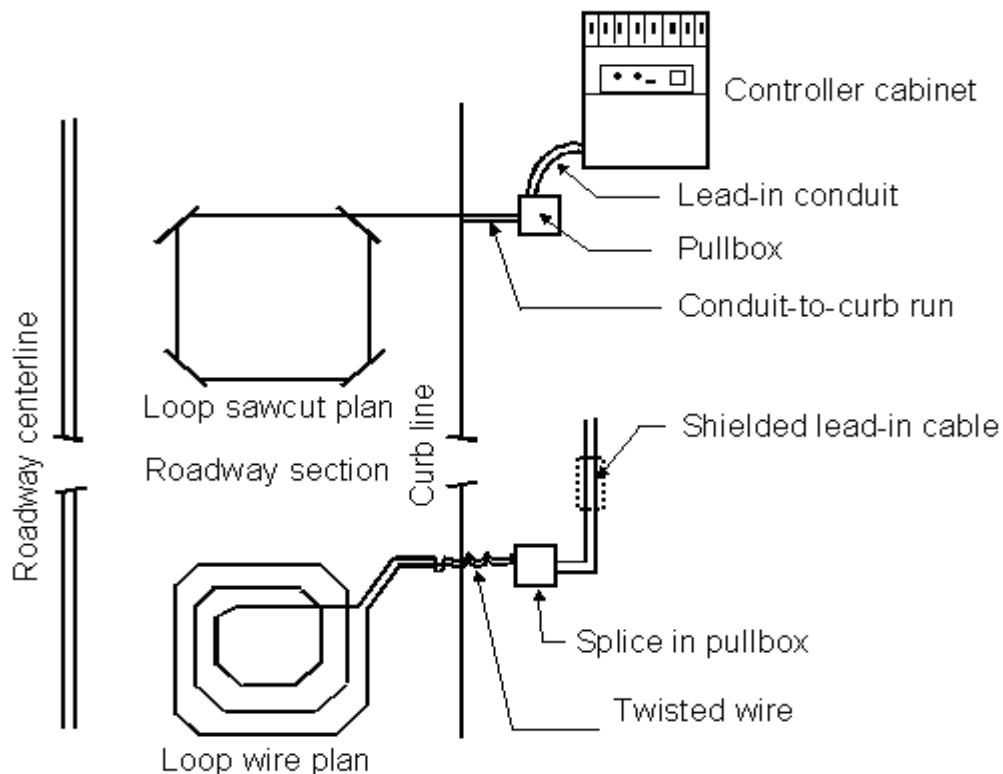 Controller cabinet
Lead-in conduit
Pullbox
Conduit-to-curb run
Roadway centerline
Loop sawcut plan
Curb line
Shielded lead-in cable
Roadway section
Splice in pullbox
Twisted wire
Loop wire plan